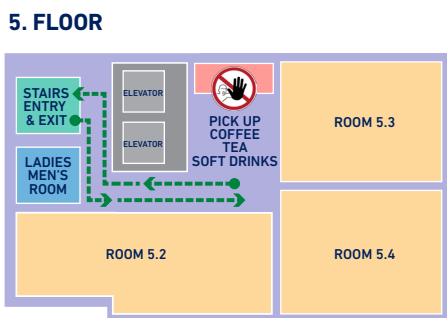 5. FLOOR
STAIRS
ENTRY
& EXIT
ELEVATOR
ELEVATOR
PICK UP
COFFEE
TEA
SOFT DRINKS
ROOM 5.3
LADIES
MEN'S
ROOM
ROOM 5.2
ROOM 5.4